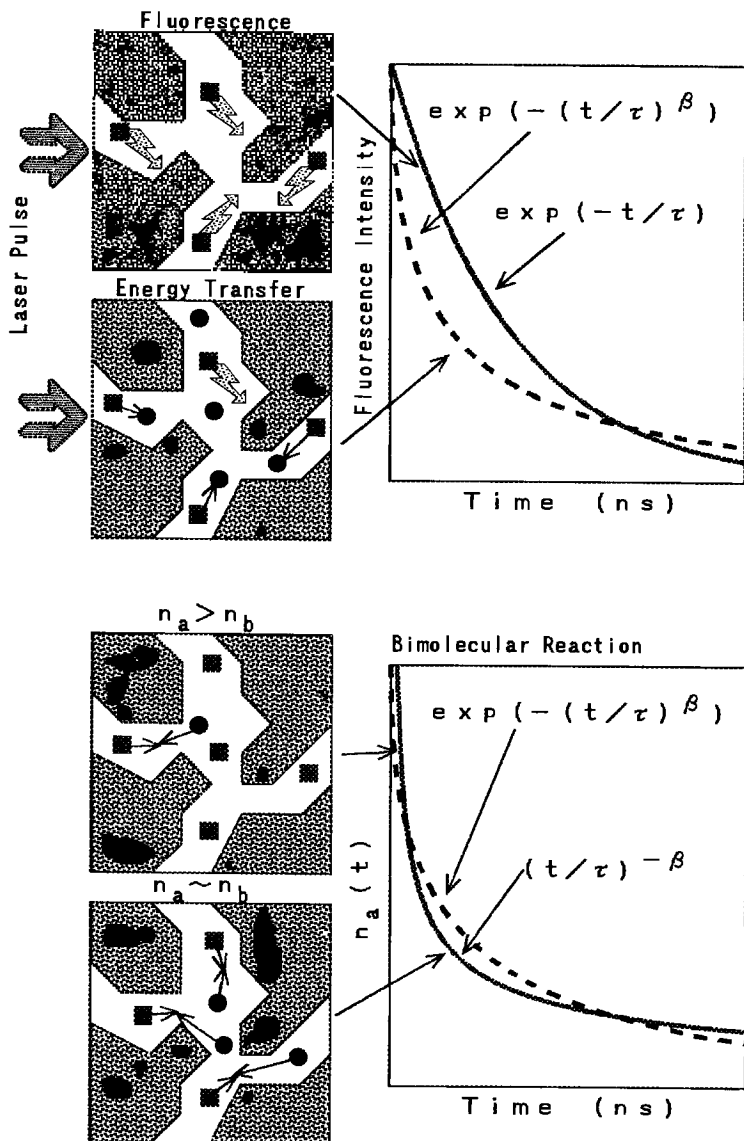 Fluorescence
Laser Pulse
Energy Transfer
Fluorescence Intensity
exp(-(t/τ)^β)
exp(-t/τ)
Time (ns)
n_a > n_b
n_a ~ n_b
Bimolecular Reaction
n_a(t)
exp(-(t/τ)^β)
(t/τ)^-β
Time (ns)